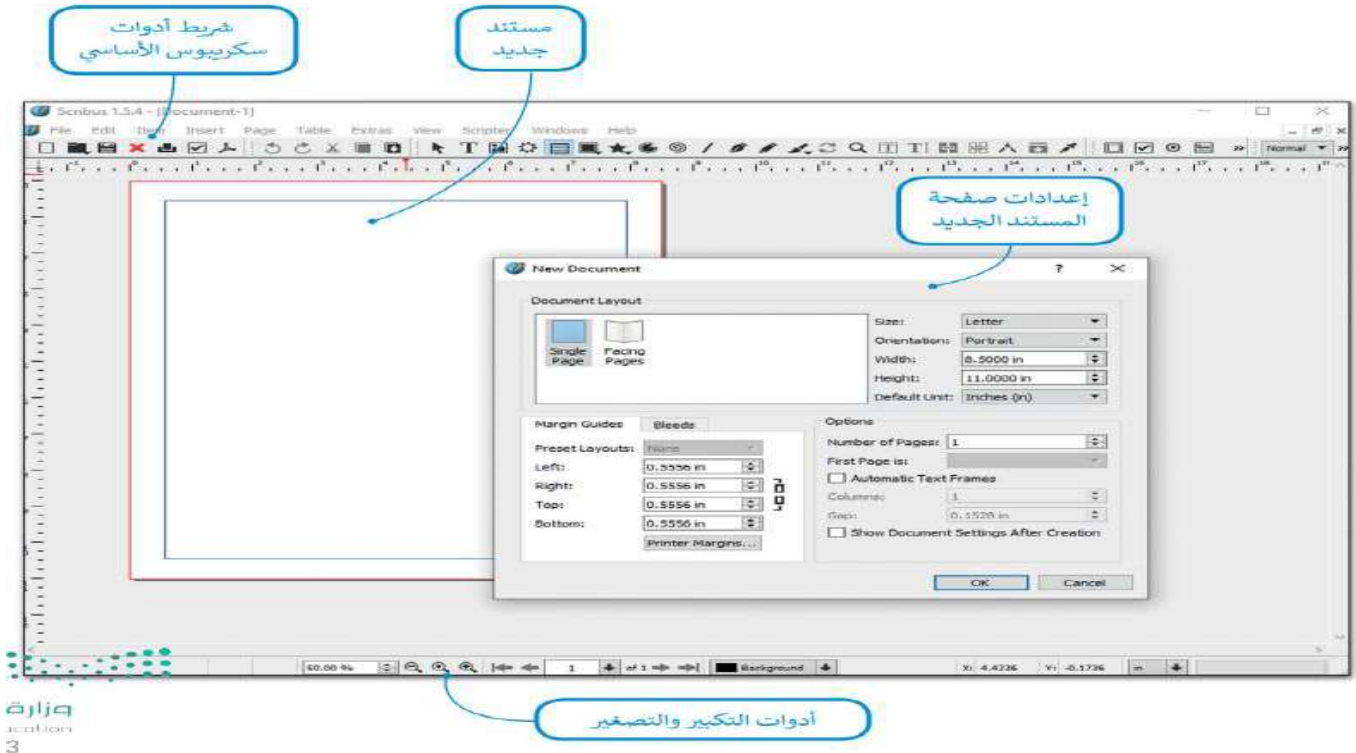 شريط أدوات
سكريبوس الأساسي
مستند
جديد
Scribus 1.5.4 - [Document-1]
File Edit Item Insert Page Table Extras View Scripter Windows Help
Normal
إعدادات صفحة
المستند الجديد
New Document
Document Layout
Single Page
Facing Pages
Size: Letter
Orientation: Portrait
Width: 8.5000 in
Height: 11.0000 in
Default Unit: Inches (in)
Margin Guides Bleeds
Preset Layouts: None
Left: 0.5556 in
Right: 0.5556 in
Top: 0.5556 in
Bottom: 0.5556 in
Printer Margins...
Options
Number of Pages: 1
First Page is:
Automatic Text Frames
Columns: 1
Gap: 0.1528 in
Show Document Settings After Creation
OK Cancel
1 of 1 Background X: 4.4236 Y: -0.1736 in
أدوات التكبير والتصغير
وزارة
3